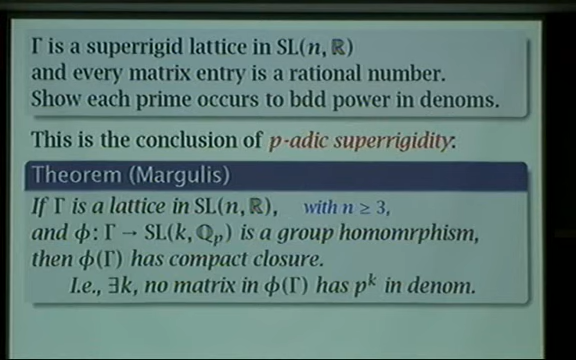 Γ is a superrigid lattice in SL(n, ℝ)
and every matrix entry is a rational number.
Show each prime occurs to bdd power in denoms.
This is the conclusion of p-adic superrigidity:
Theorem (Margulis)
If Γ is a lattice in SL(n, ℝ), with n ≥ 3,
and ϕ: Γ → SL(k, ℚₚ) is a group homomrphism,
then ϕ(Γ) has compact closure.
I.e., ∃k, no matrix in ϕ(Γ) has pᵏ in denom.